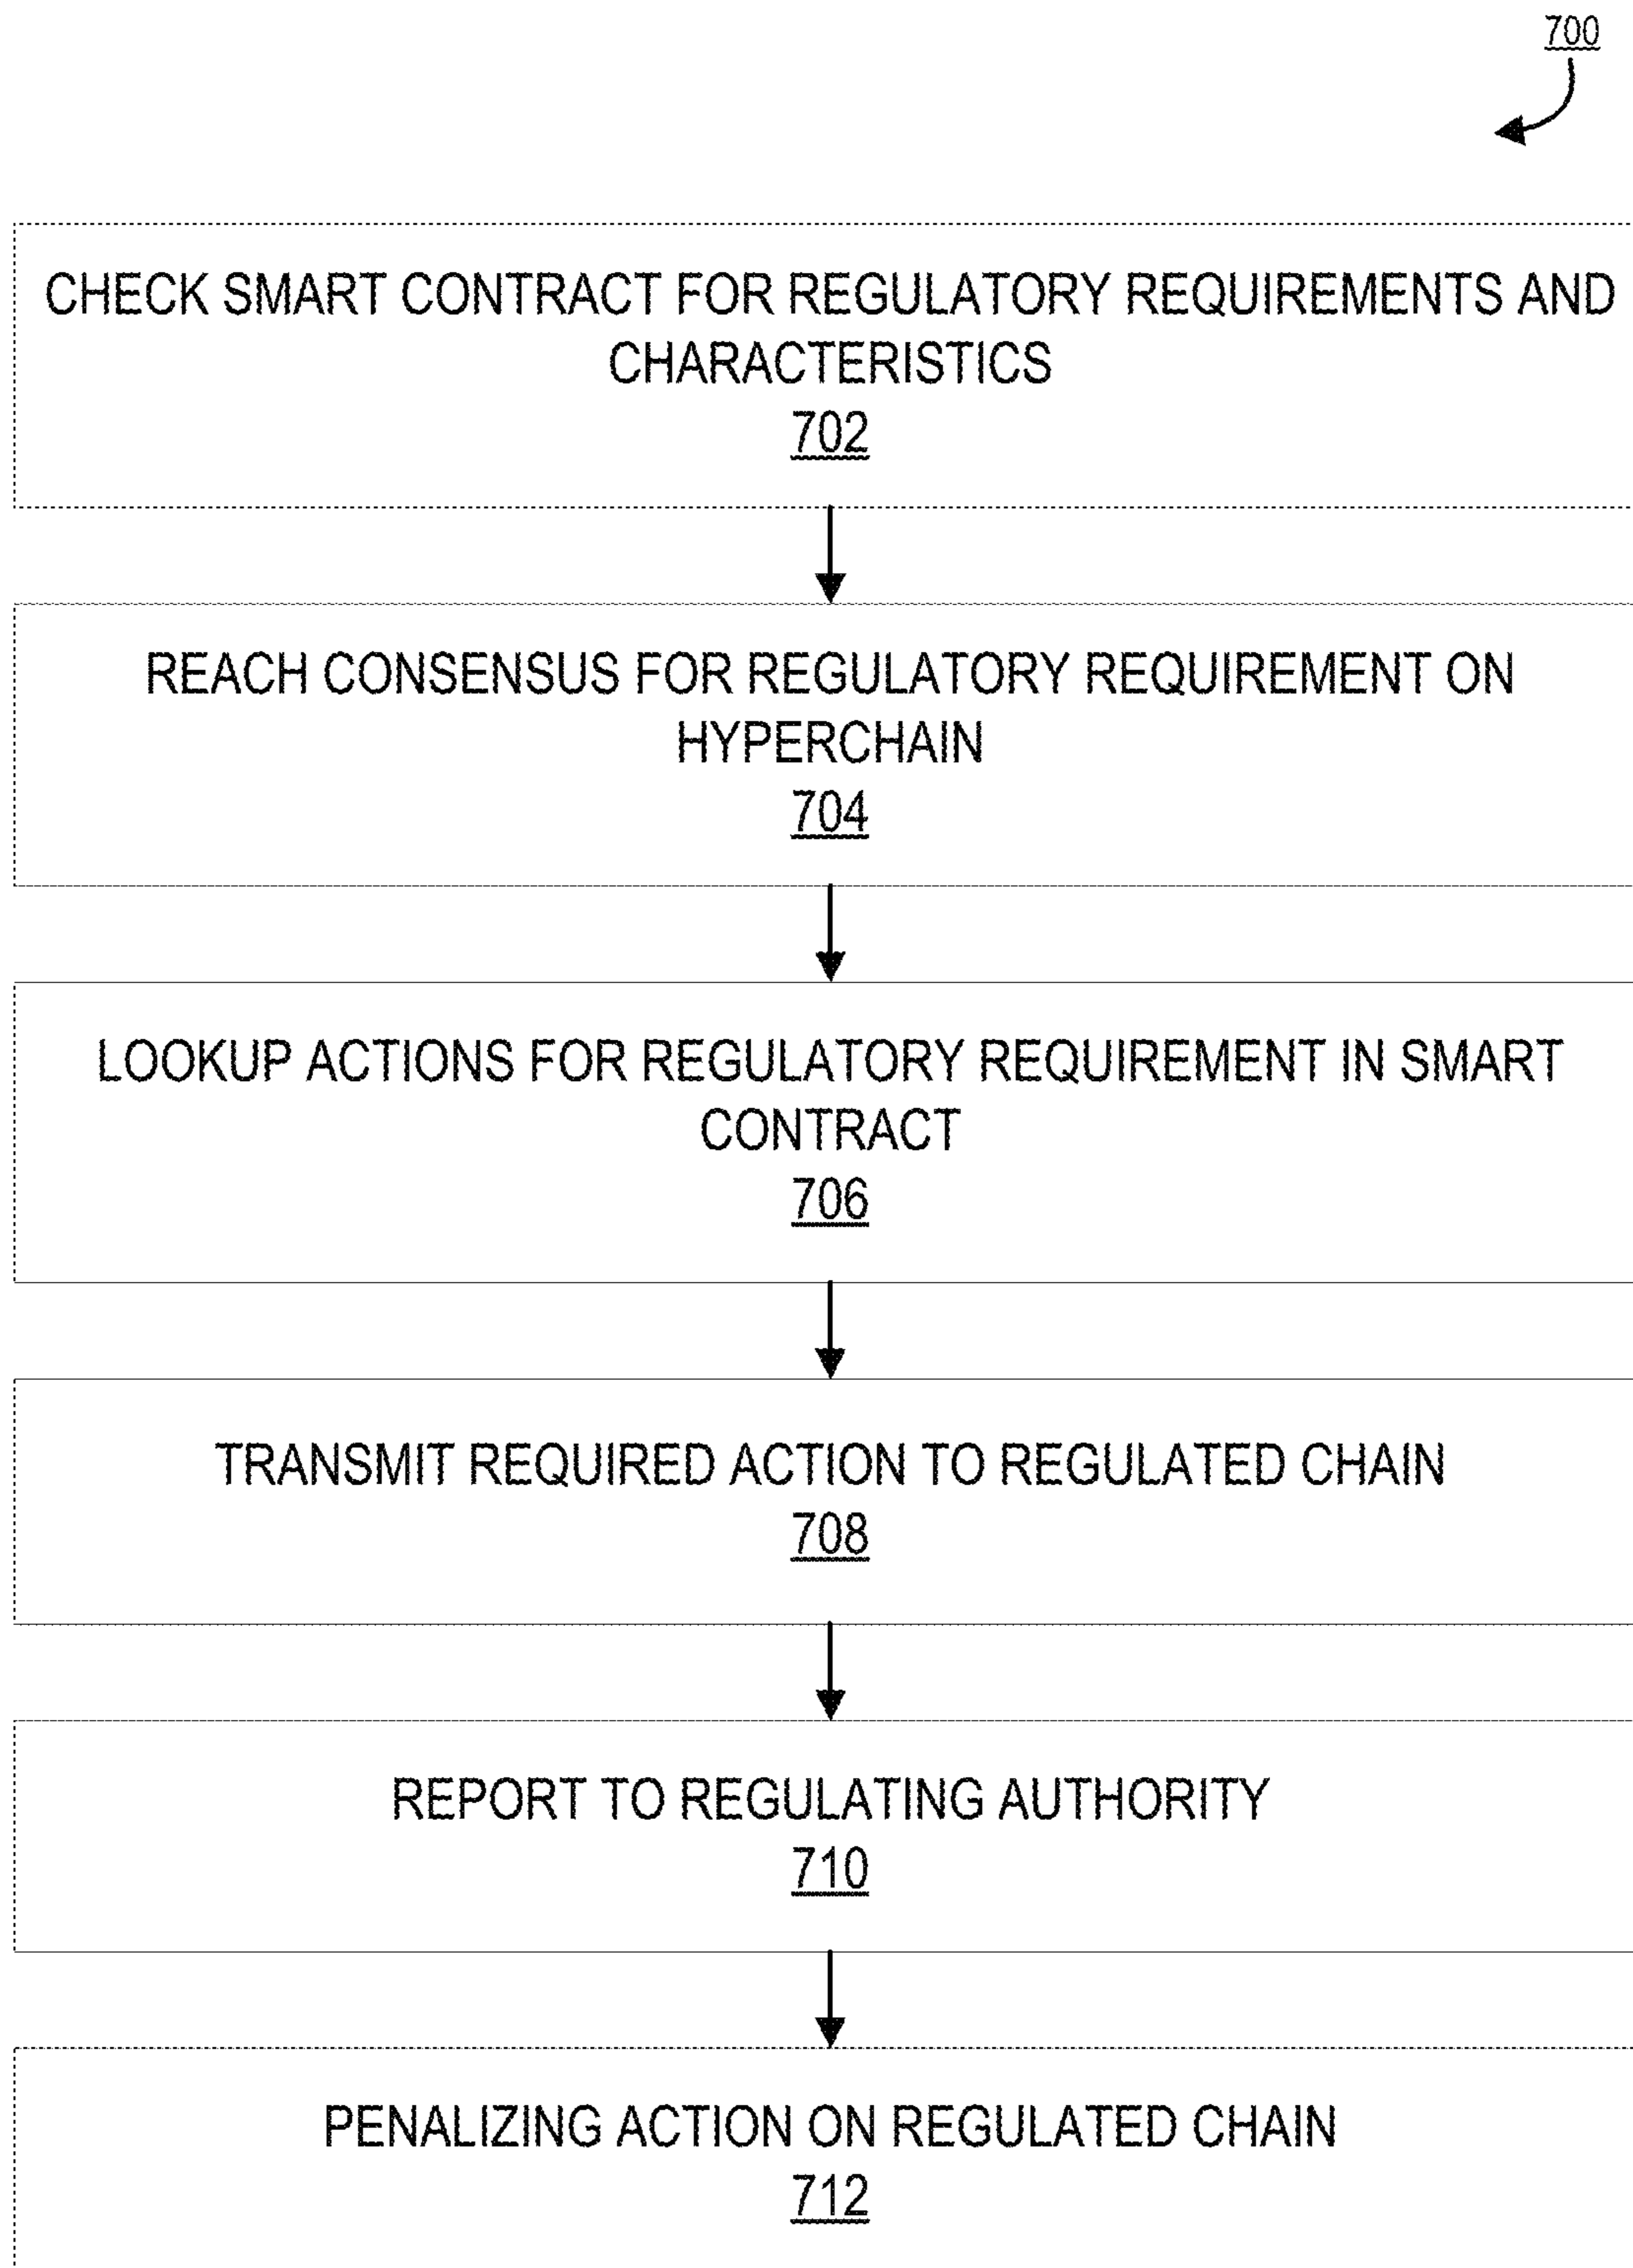 700
CHECK SMART CONTRACT FOR REGULATORY REQUIREMENTS AND
CHARACTERISTICS
702
REACH CONSENSUS FOR REGULATORY REQUIREMENT ON
HYPERCHAIN
704
LOOKUP ACTIONS FOR REGULATORY REQUIREMENT IN SMART
CONTRACT
706
TRANSMIT REQUIRED ACTION TO REGULATED CHAIN
708
REPORT TO REGULATING AUTHORITY
710
PENALIZING ACTION ON REGULATED CHAIN
712